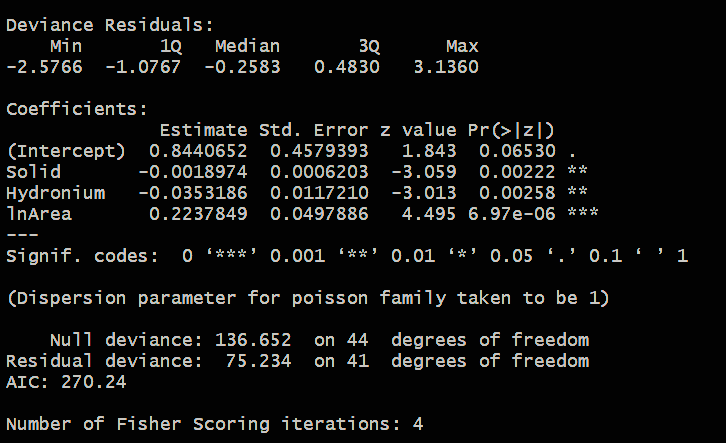 Deviance Residuals:
    Min       1Q   Median       3Q      Max
-2.5766  -1.0767  -0.2583   0.4830   3.1360
Coefficients:
              Estimate Std. Error z value Pr(>|z|)
(Intercept)  0.8440652  0.4579393   1.843  0.06530 .
Solid       -0.0018974  0.0006203  -3.059  0.00222 **
Hydronium   -0.0353186  0.0117210  -3.013  0.00258 **
lnArea       0.2237849  0.0497886   4.495 6.97e-06 ***
---
Signif. codes:  0 ‘***’ 0.001 ‘**’ 0.01 ‘*’ 0.05 ‘.’ 0.1 ‘ ’ 1
(Dispersion parameter for poisson family taken to be 1)
    Null deviance: 136.652  on 44  degrees of freedom
Residual deviance:  75.234  on 41  degrees of freedom
AIC: 270.24
Number of Fisher Scoring iterations: 4